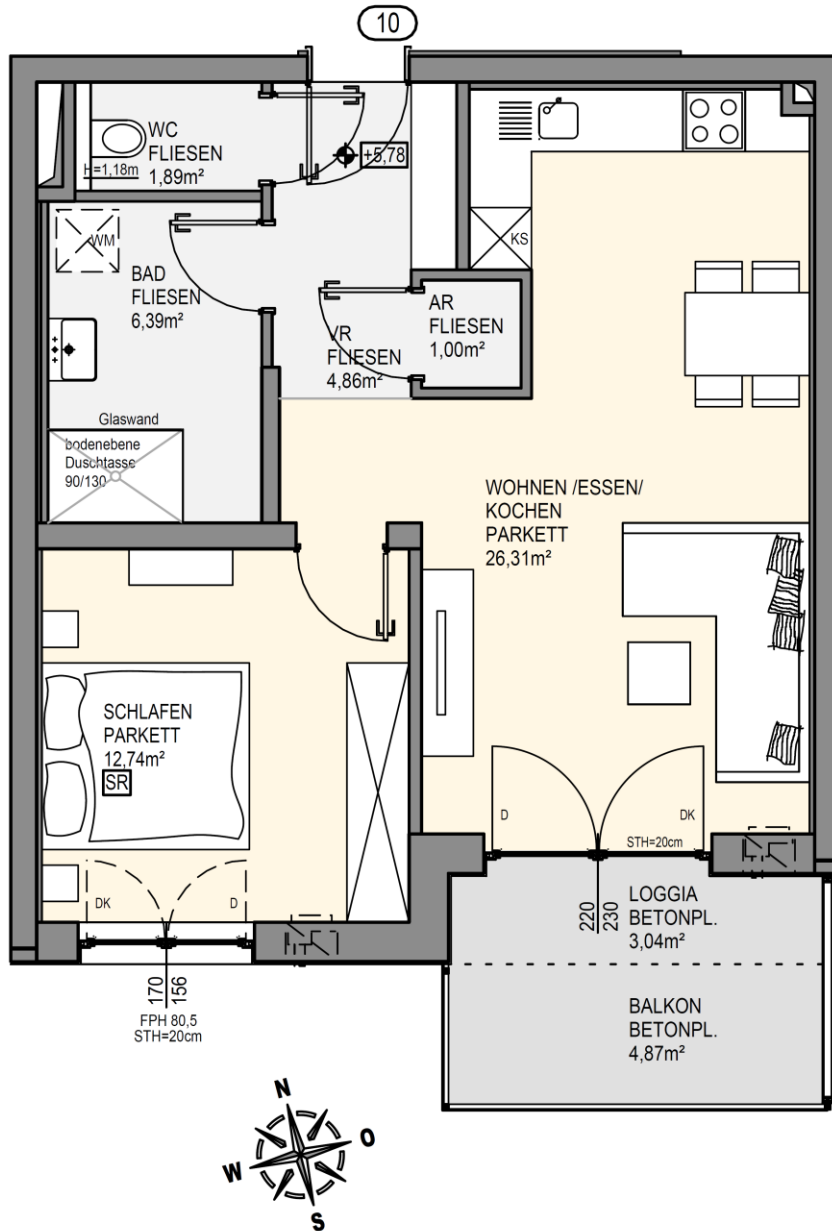 10
WC
FLIESEN
1,89m²
H=1,18m
+5,78
WM
BAD
FLIESEN
6,39m²
KS
AR
FLIESEN
1,00m²
VR
FLIESEN
4,86m²
Glaswand
bodenebene
Duschtasse
90/130
WOHNEN /ESSEN/
KOCHEN
PARKETT
26,31m²
SCHLAFEN
PARKETT
12,74m²
SR
D
DK
STH=20cm
DK
D
220
230
LOGGIA
BETONPL.
3,04m²
170
156
FPH 80,5
STH=20cm
BALKON
BETONPL.
4,87m²
N
O
W
S